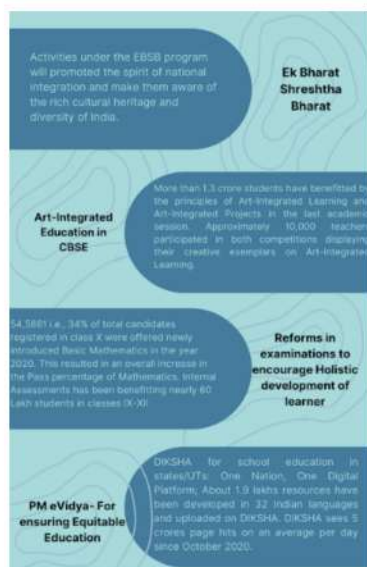 Activities under the EBSB program
will promoted the spirit of national
integration and make them aware of
the rich cultural heritage and
diversity of India.
Ek Bharat
Shreshtha
Bharat
Art-Integrated
Education in
CBSE
More than 1.3 crore students have benefitted by
the principles of Art-Integrated Learning and
Art-Integrated Projects in the last academic
session. Approximately 10,000 teachers
participated in both competitions displaying
their creative exemplars on Art-Integrated
Learning.
54,5661 i.e., 34% of total candidates
registered in class X were offered newly
introduced Basic Mathematics in the year
2020. This resulted in an overall increase in
the Pass percentage of Mathematics. Internal
Assessments has been benefitting nearly 60
Lakh students in classes IX-XII
Reforms in
examinations to
encourage Holistic
development of
learner
PM eVidya- For
ensuring Equitable
Education
DIKSHA for school education in
states/UTs: One Nation, One Digital
Platform; About 1.9 lakhs resources have
been developed in 32 Indian languages
and uploaded on DIKSHA. DIKSHA sees 5
crores page hits on an average per day
since October 2020.